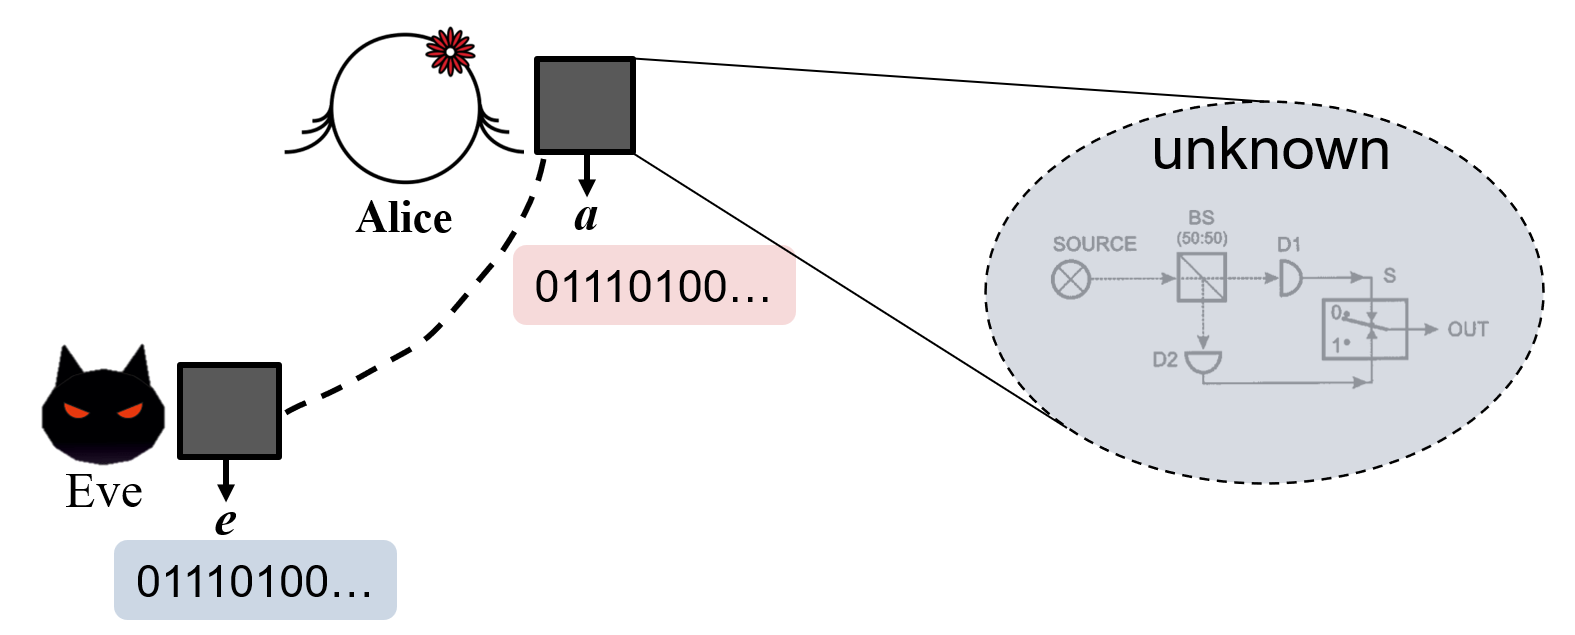 Alice
a
01110100...
Eve
e
01110100...
unknown
SOURCE
BS
(50:50)
D1
S
0
1
OUT
D2